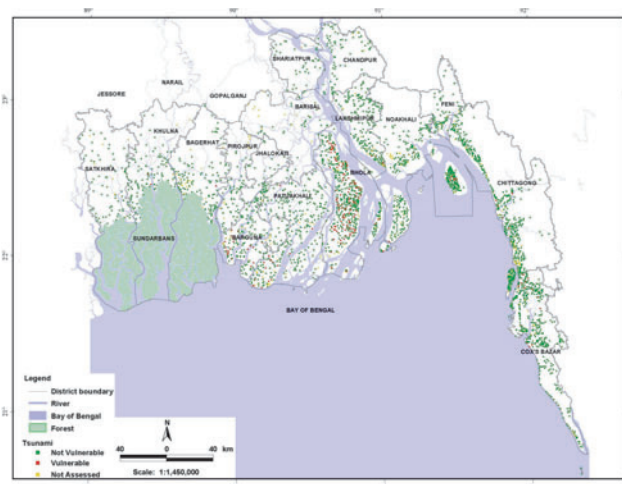 89° 90° 91° 92°
SHARIATPUR
CHANDPUR
NARAIL
JESSORE
GOPALGANJ
23°
FENI
BARISAL
LAKSHMIPUR
NOAKHALI
KHULNA
BAGERHAT
PIROJPUR
JHALOKATI
SATKHIRA
BHOLA
CHITTAGONG
PATUAKHALI
SUNDARBANS
BARGUNA
22°
BAY OF BENGAL
COX'S BAZAR
Legend
District boundary
River
Bay of Bengal
Forest
21°
Tsunami
Not Vulnerable
Vulnerable
Not Assessed
N
40 0 40 km
Scale: 1:1,450,000